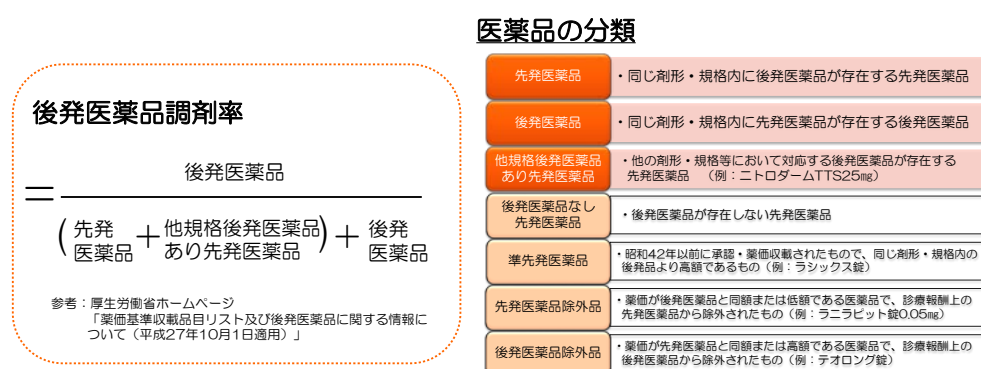 医薬品の分類
後発医薬品調剤率
=
後発医薬品
(先発医薬品+他規格後発医薬品あり先発医薬品)+後発医薬品
参考:厚生労働省ホームページ
「薬価基準収載品目リスト及び後発医薬品に関する情報に
ついて(平成27年10月1日適用)」
先発医薬品
・同じ剤形・規格内に後発医薬品が存在する先発医薬品
後発医薬品
・同じ剤形・規格内に先発医薬品が存在する後発医薬品
他規格後発医薬品
あり先発医薬品
・他の剤形・規格等において対応する後発医薬品が存在する
先発医薬品 (例:ニトロダームTTS25㎎)
後発医薬品なし
先発医薬品
・後発医薬品が存在しない先発医薬品
準先発医薬品
・昭和42年以前に承認・薬価収載されたもので、同じ剤形・規格内の
後発品より高額であるもの(例:ラシックス錠)
先発医薬品除外品
・薬価が後発医薬品と同額または低額である医薬品で、診療報酬上の
先発医薬品から除外されたもの(例:ラニラピット錠0.05㎎)
後発医薬品除外品
・薬価が先発医薬品と同額または高額である医薬品で、診療報酬上の
後発医薬品から除外されたもの(例:テオロング錠)